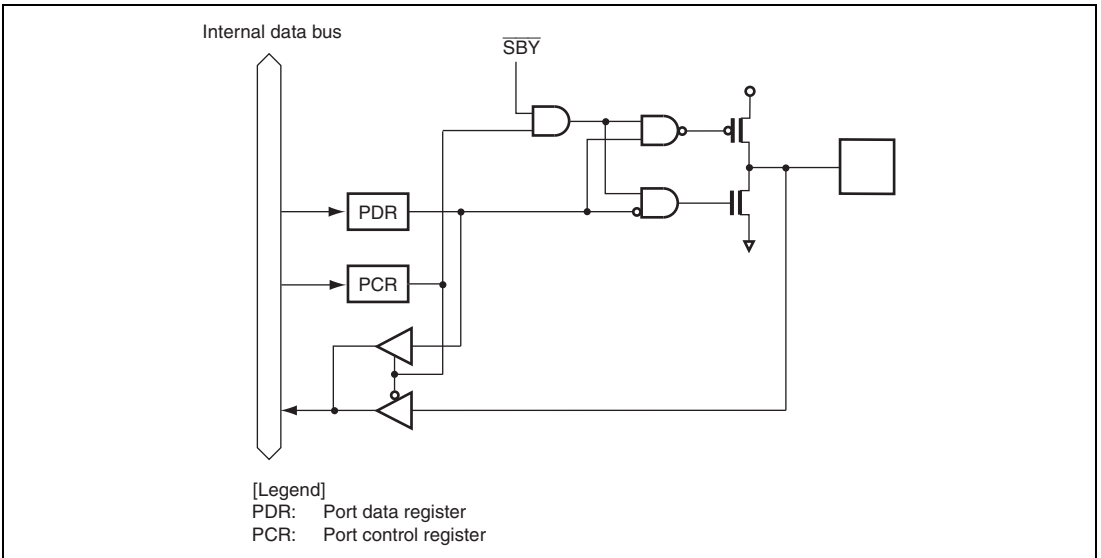 Internal data bus
SBY
PDR
PCR
[Legend]
PDR: Port data register
PCR: Port control register